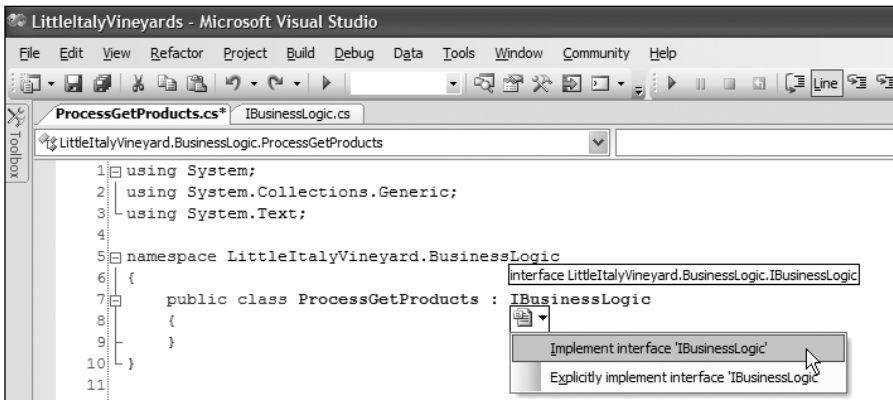 LittleItalyVineyards - Microsoft Visual Studio
File Edit View Refactor Project Build Debug Data Tools Window Community Help
Line
ProcessGetProducts.cs* IBusinessLogic.cs
Toolbox
LittleItalyVineyard.BusinessLogic.ProcessGetProducts
1 using System;
2 using System.Collections.Generic;
3 using System.Text;
4
5 namespace LittleItalyVineyard.BusinessLogic
6 {
interface LittleItalyVineyard.BusinessLogic.IBusinessLogic
7 public class ProcessGetProducts : IBusinessLogic
8 {
9 }
10 }
11
Implement interface 'IBusinessLogic'
Explicitly implement interface 'IBusinessLogic'